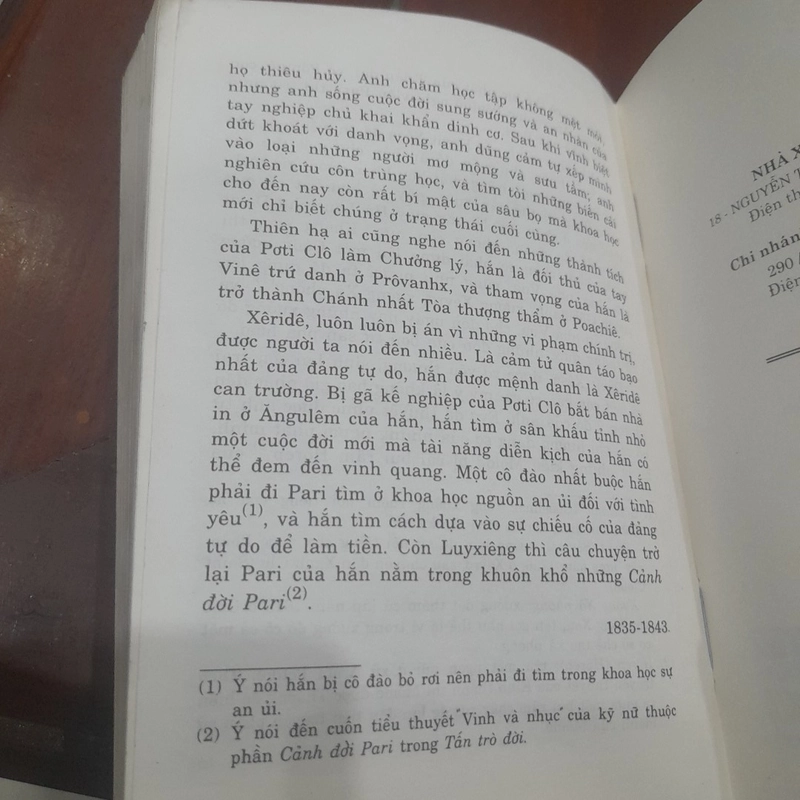 họ thiêu hủy. Anh chăm học tập không mệt mỏi,
nhưng anh sống cuộc đời sung sướng và an nhàn của
tay nghiệp chủ khai khẩn dinh cơ. Sau khi vĩnh biệt
dứt khoát với danh vọng, anh dũng cảm tự xếp mình
vào loại những người mơ mộng và sưu tầm; anh
nghiên cứu côn trùng học, và tìm tòi những biến cải
cho đến nay còn rất bí mật của sâu bọ mà khoa học
mới chỉ biết chúng ở trạng thái cuối cùng.
Thiên hạ ai cũng nghe nói đến những thành tích
của Pơti Clô làm Chưởng lý, hắn là đối thủ của tay
Vinê trứ danh ở Prôvanhx, và tham vọng của hắn là
trở thành Chánh nhất Tòa thượng thẩm ở Poachiê.
Xêridê, luôn luôn bị án vì những vi phạm chính trị,
được người ta nói đến nhiều. Là cảm tử quân táo bạo
nhất của đảng tự do, hắn được mệnh danh là Xêridê
can trường. Bị gã kế nghiệp của Pơti Clô bắt bán nhà
in ở Ăngulêm của hắn, hắn tìm ở sân khấu tỉnh nhỏ
một cuộc đời mới mà tài năng diễn kịch của hắn có
thể đem đến vinh quang. Một cô đào nhất buộc hắn
phải đi Pari tìm ở khoa học nguồn an ủi đối với tình
yêu(1), và hắn tìm cách dựa vào sự chiếu cố của đảng
tự do để làm tiền. Còn Luyxiêng thì câu chuyện trở
lại Pari của hắn nằm trong khuôn khổ những Cảnh
đời Pari(2).
1835-1843.
(1) Ý nói hắn bị cô đào bỏ rơi nên phải đi tìm trong khoa học sự
an ủi.
(2) Ý nói đến cuốn tiểu thuyết "Vinh và nhục" của kỹ nữ thuộc
phần Cảnh đời Pari trong Tấn trò đời.
NHÀ X
18 - NGUYỄN T
Điện th
Chi nhánh
290 /
Điện